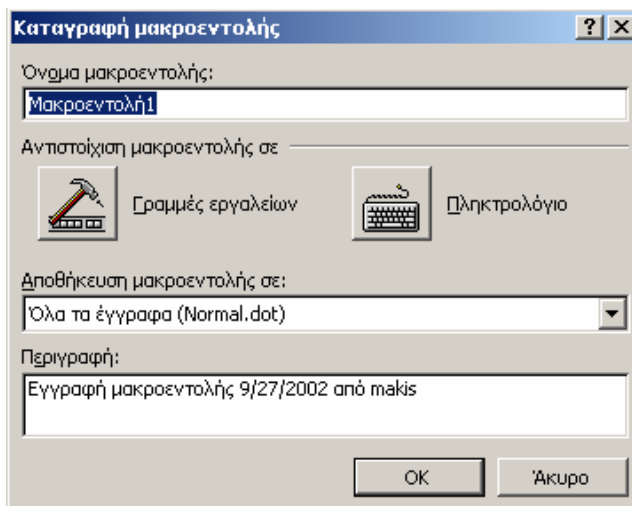 Καταγραφή μακροεντολής
Όνομα μακροεντολής:
Μακροεντολή1
Αντιστοίχιση μακροεντολής σε
Γραμμές εργαλείων Πληκτρολόγιο
Αποθήκευση μακροεντολής σε:
Όλα τα έγγραφα (Normal.dot)
Περιγραφή:
Εγγραφή μακροεντολής 9/27/2002 από makis
OK Άκυρο